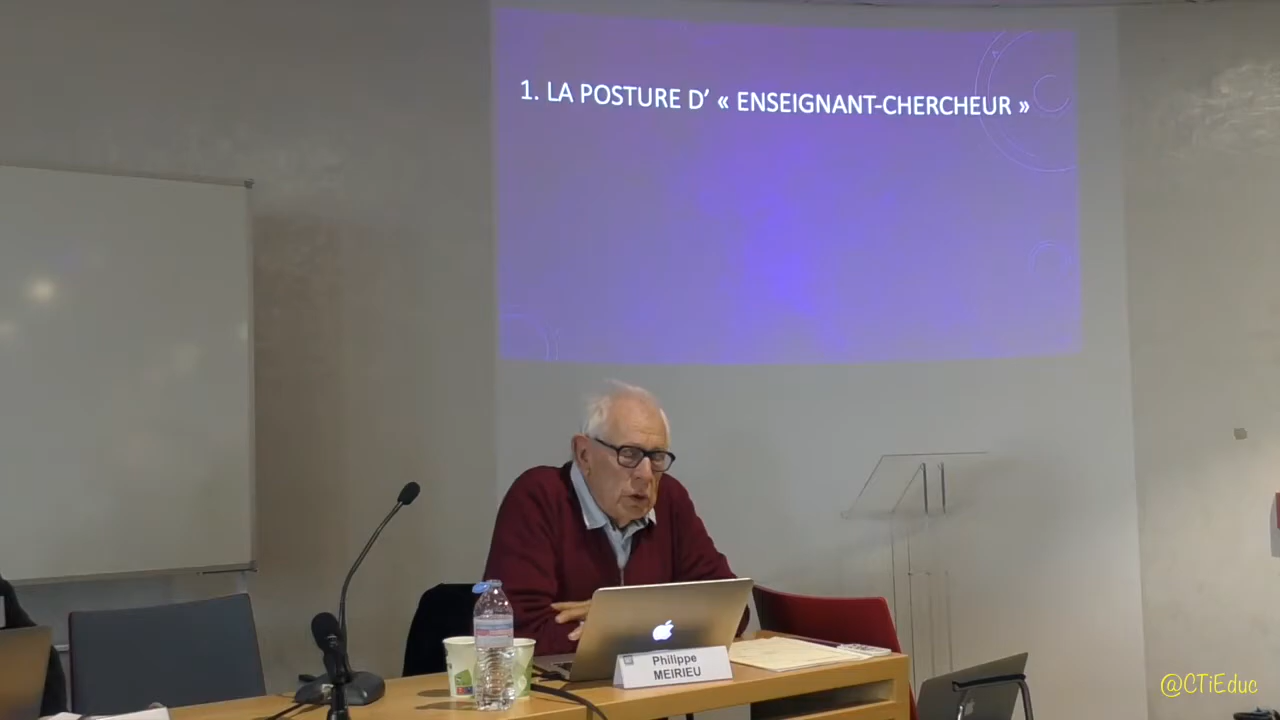 1. LA POSTURE D’ « ENSEIGNANT-CHERCHEUR »
Philippe
MEIRIEU
@CTiEduc